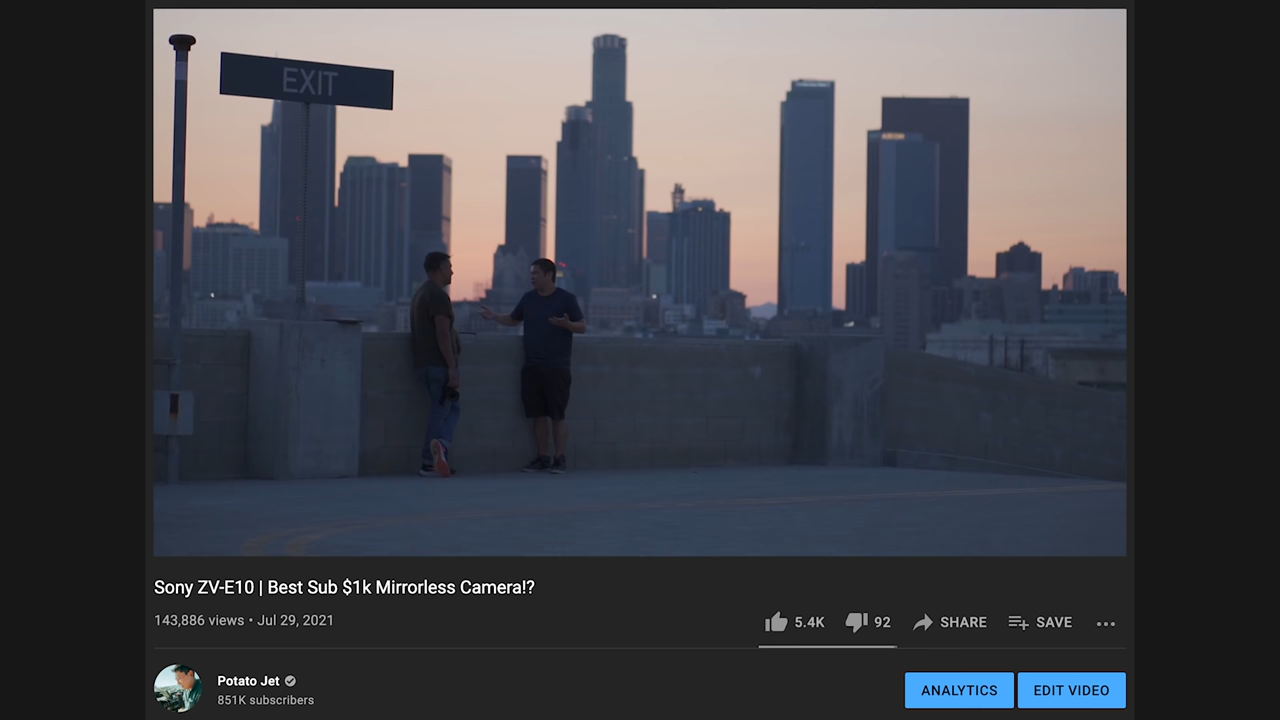 EXIT
Sony ZV-E10 | Best Sub $1k Mirrorless Camera!?
143,886 views • Jul 29, 2021
5.4K
92
SHARE
SAVE
Potato Jet
851K subscribers
ANALYTICS
EDIT VIDEO